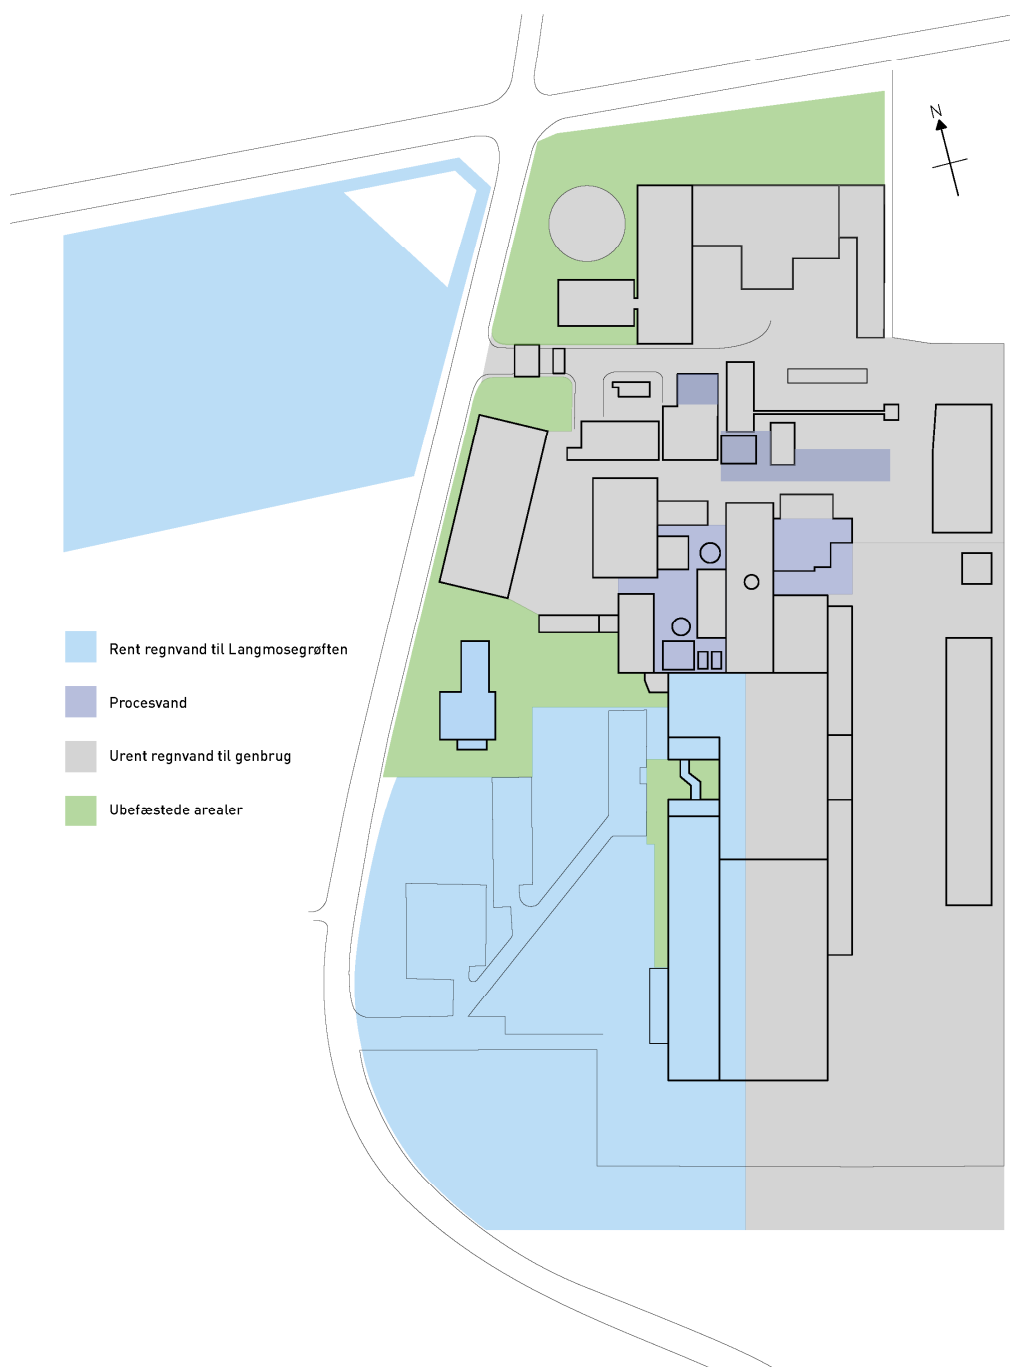 N
Rent regnvand til Langmosegrøften
Procesvand
Urent regnvand til genbrug
Ubefæstede arealer